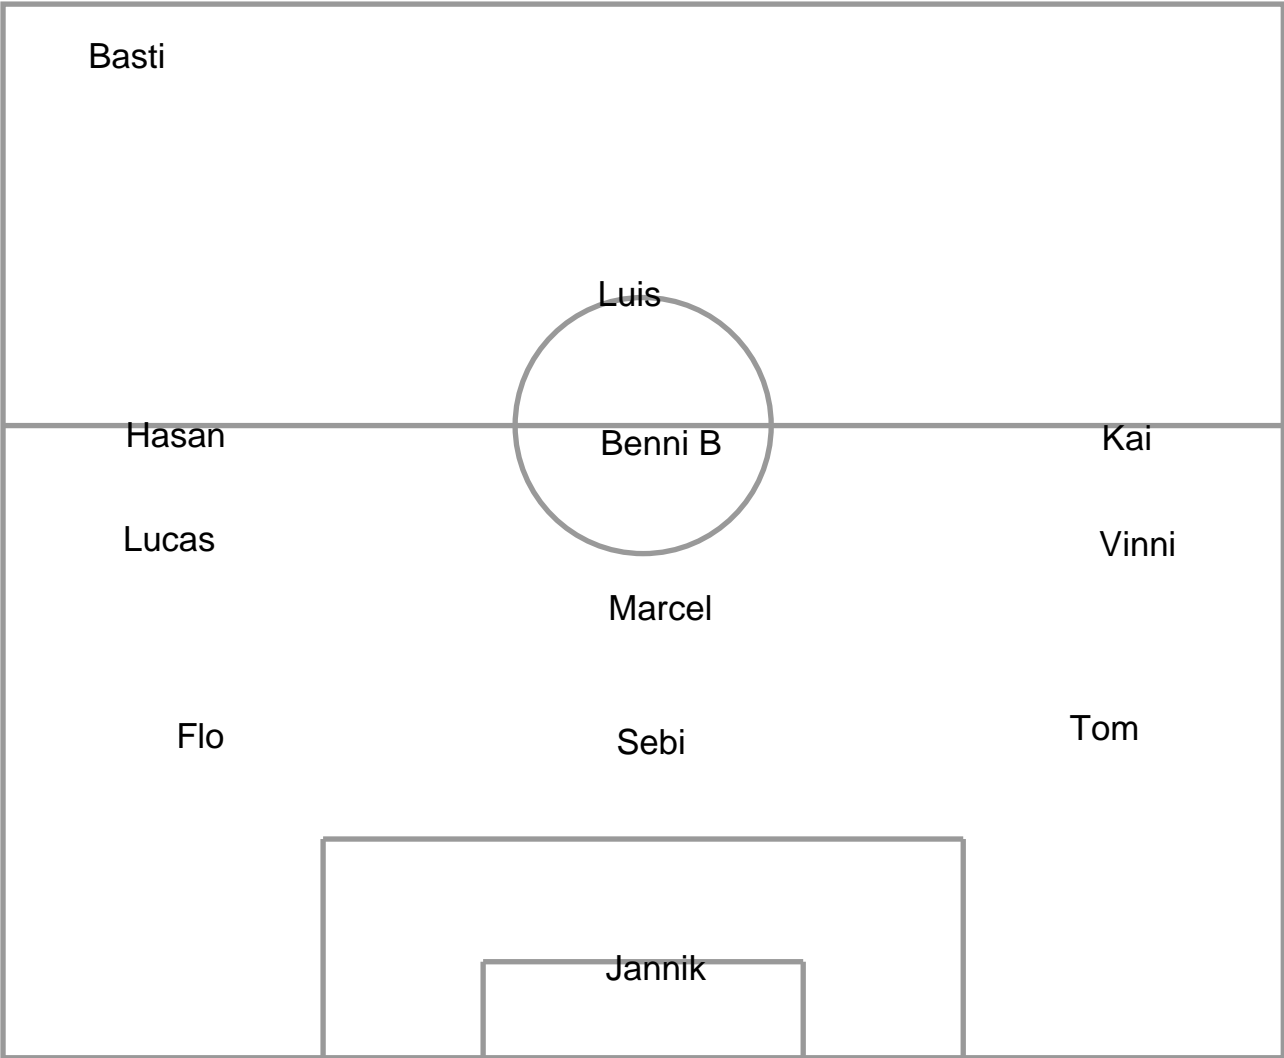 Basti
Luis
Hasan
Benni B
Kai
Lucas
Vinni
Marcel
Flo
Sebi
Tom
Jannik